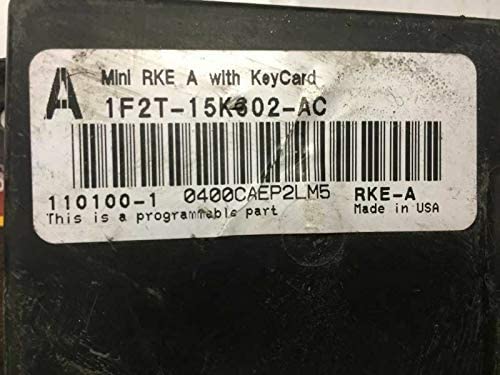 A
Mini RKE A with KeyCard
1F2T-15K602-AC
110100-1 0400CAEP2LM5 RKE-A
This is a programmable part Made in USA